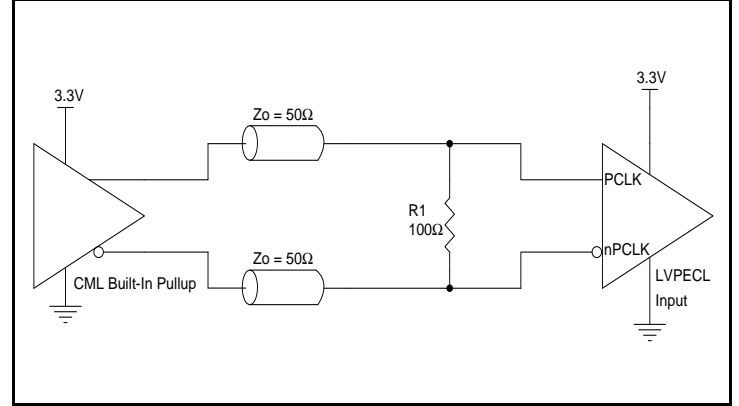 3.3V
3.3V
Zo = 50Ω
PCLK
R1
100Ω
nPCLK
Zo = 50Ω
CML Built-In Pullup
LVPECL
Input